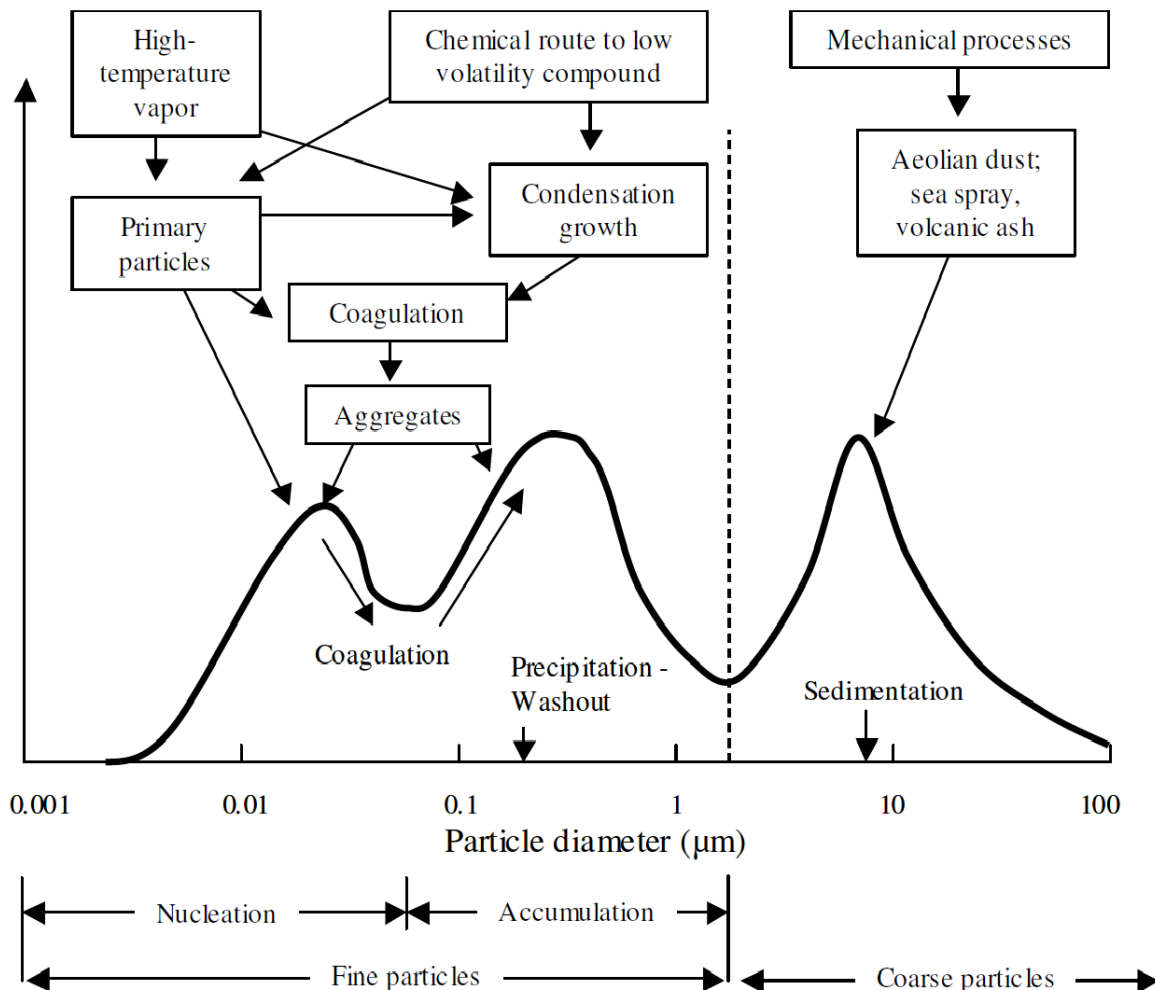 High-
temperature
vapor
Chemical route to low
volatility compound
Mechanical processes
Primary
particles
Condensation
growth
Aeolian dust;
sea spray,
volcanic ash
Coagulation
Aggregates
Coagulation
Precipitation -
Washout
Sedimentation
0.001 0.01 0.1 1 10 100
Particle diameter (μm)
Nucleation Accumulation
Fine particles Coarse particles